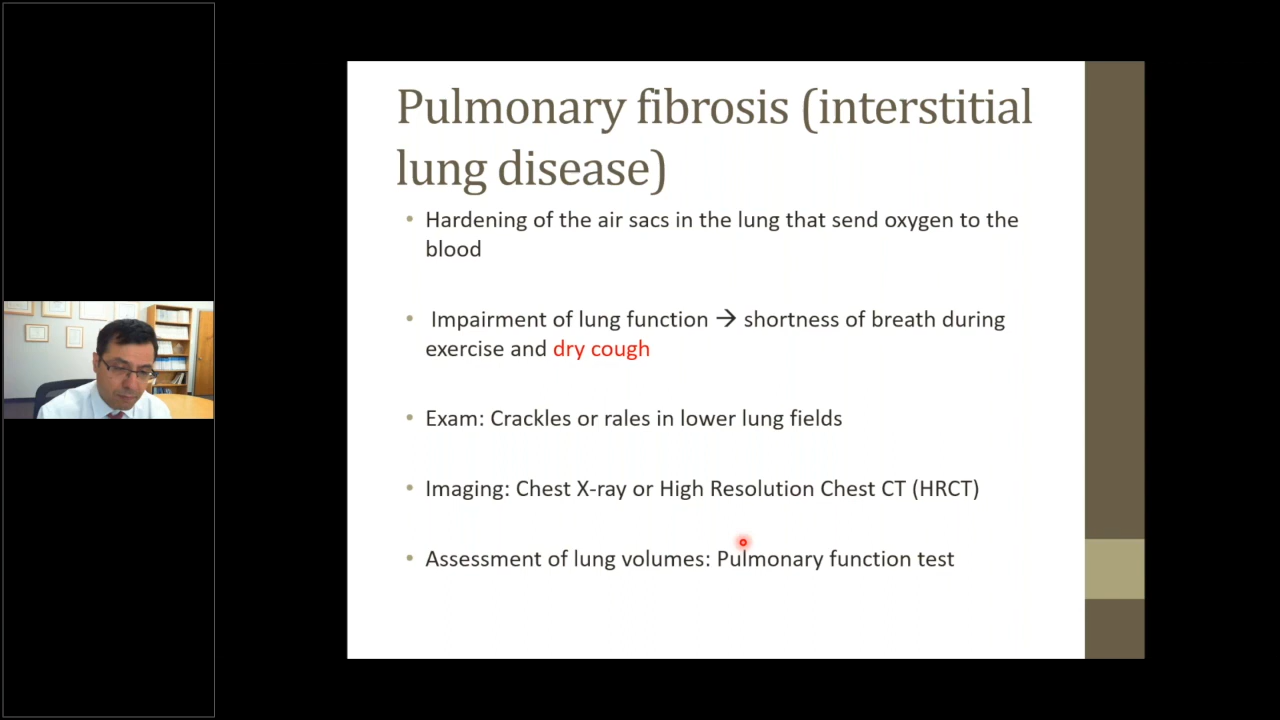 Pulmonary fibrosis (interstitial
lung disease)
• Hardening of the air sacs in the lung that send oxygen to the
blood
• Impairment of lung function → shortness of breath during
exercise and dry cough
• Exam: Crackles or rales in lower lung fields
• Imaging: Chest X-ray or High Resolution Chest CT (HRCT)
• Assessment of lung volumes: Pulmonary function test